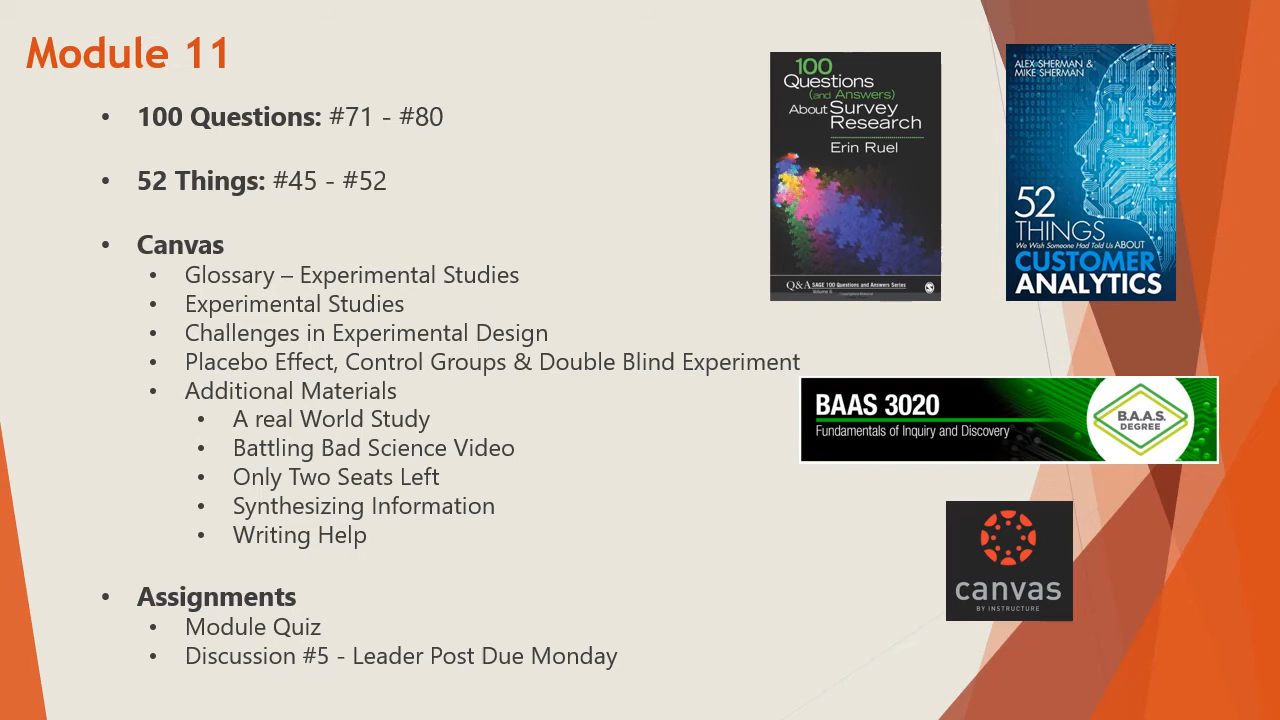 Module 11
• 100 Questions: #71 - #80
• 52 Things: #45 - #52
• Canvas
• Glossary – Experimental Studies
• Experimental Studies
• Challenges in Experimental Design
• Placebo Effect, Control Groups & Double Blind Experiment
• Additional Materials
• A real World Study
• Battling Bad Science Video
• Only Two Seats Left
• Synthesizing Information
• Writing Help
• Assignments
• Module Quiz
• Discussion #5 - Leader Post Due Monday
100
Questions
(and Answers)
About Survey
Research
Erin Ruel
Q&A SAGE 100 Questions and Answers Series
ALEX SHERMAN &
MIKE SHERMAN
52
THINGS
We Wish Someone Had Told Us ABOUT
CUSTOMER
ANALYTICS
BAAS 3020
Fundamentals of Inquiry and Discovery
B.A.A.S.
DEGREE
canvas
BY INSTRUCTURE